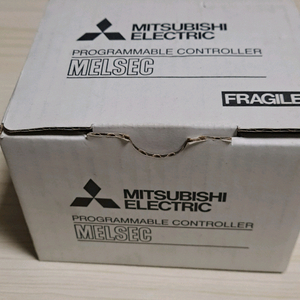 MITSUBISHI
ELECTRIC
PROGRAMMABLE CONTROLLER
MELSEC
FRAGILE
MITSUBISHI
ELECTRIC
PROGRAMMABLE CONTROLLER
MELSEC